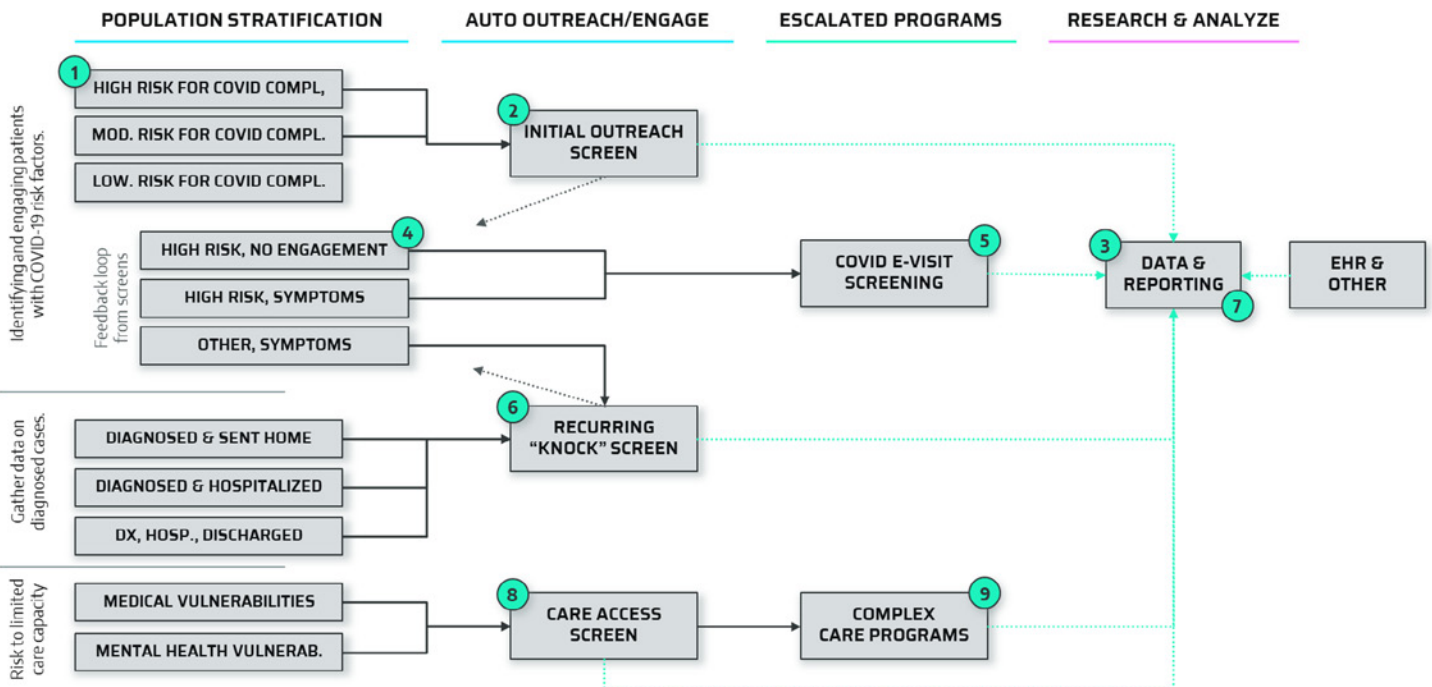 POPULATION STRATIFICATION
AUTO OUTREACH/ENGAGE
ESCALATED PROGRAMS
RESEARCH & ANALYZE
Identifying and engaging patients
with COVID-19 risk factors.
1
HIGH RISK FOR COVID COMPL,
MOD. RISK FOR COVID COMPL.
LOW. RISK FOR COVID COMPL.
2
INITIAL OUTREACH
SCREEN
Feedback loop
from screens
4
HIGH RISK, NO ENGAGEMENT
HIGH RISK, SYMPTOMS
OTHER, SYMPTOMS
5
COVID E-VISIT
SCREENING
3
DATA &
REPORTING
7
EHR &
OTHER
Gather data on
diagnosed cases.
DIAGNOSED & SENT HOME
DIAGNOSED & HOSPITALIZED
DX, HOSP., DISCHARGED
6
RECURRING
“KNOCK” SCREEN
Risk to limited
care capacity
MEDICAL VULNERABILITIES
MENTAL HEALTH VULNERAB.
8
CARE ACCESS
SCREEN
9
COMPLEX
CARE PROGRAMS